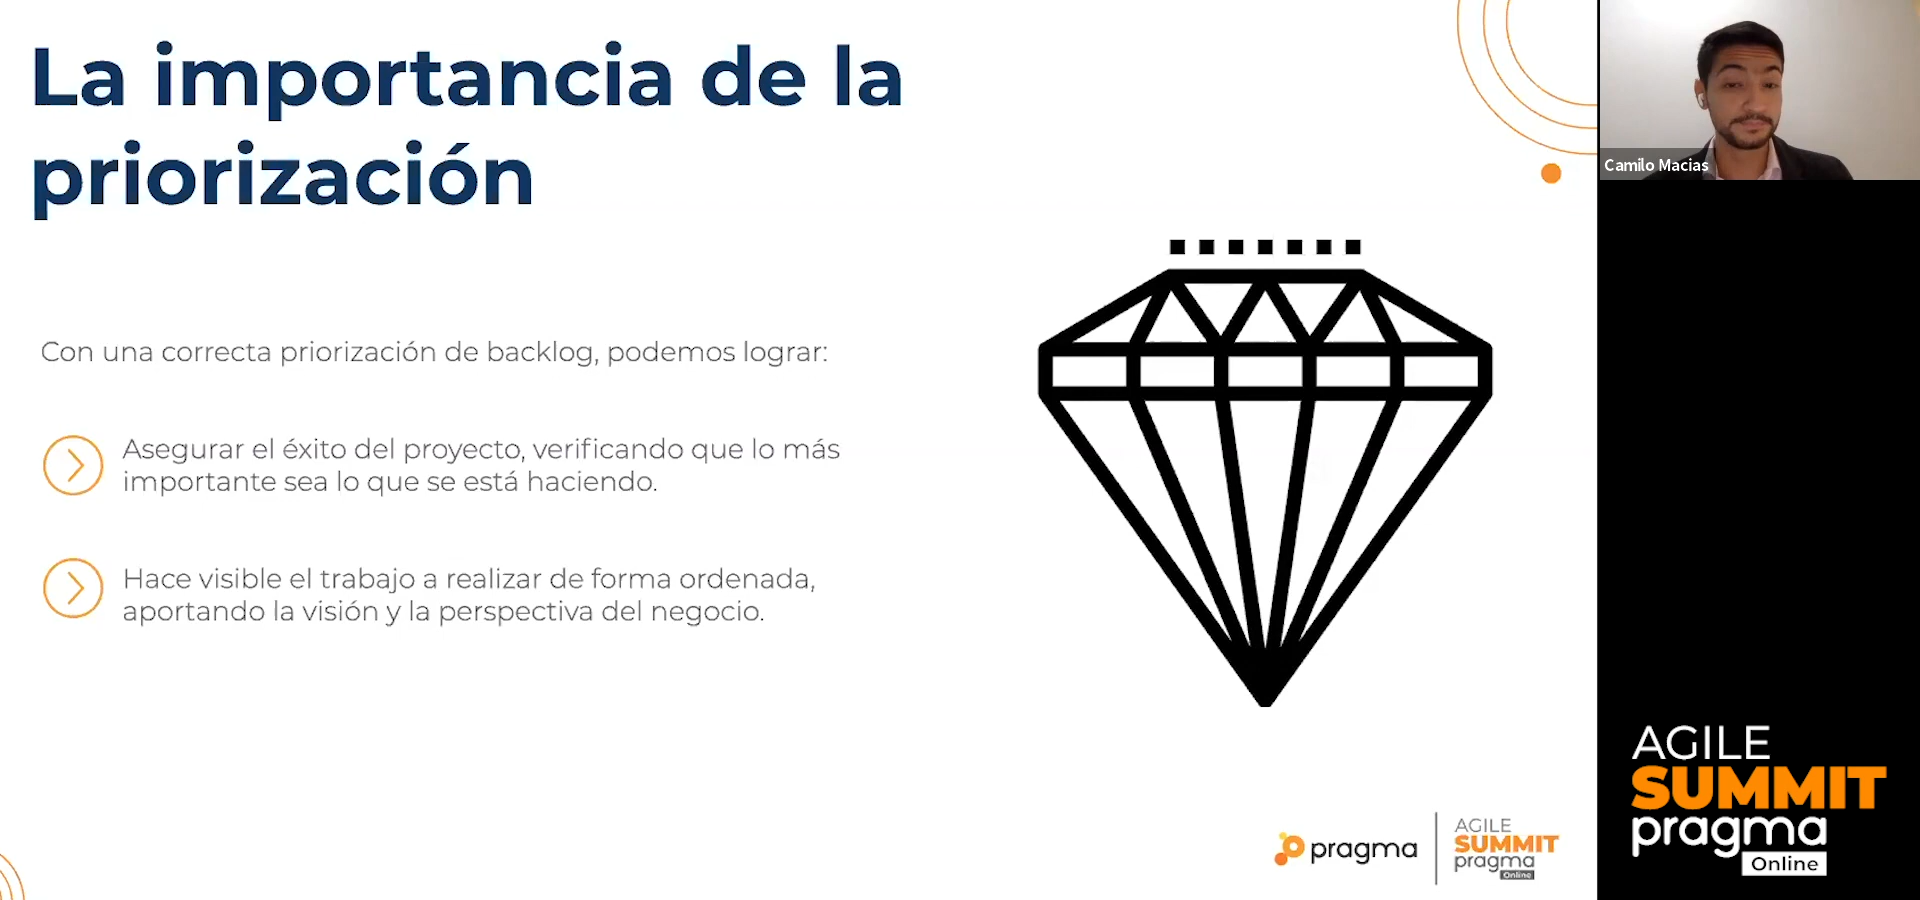 La importancia de la
priorización
Con una correcta priorización de backlog, podemos lograr:
Asegurar el éxito del proyecto, verificando que lo más
importante sea lo que se está haciendo.
Hace visible el trabajo a realizar de forma ordenada,
aportando la visión y la perspectiva del negocio.
pragma
AGILE
SUMMIT
pragma
Online
Camilo Macias
AGILE
SUMMIT
pragma
Online